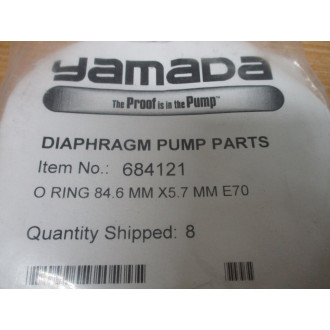 YAMADA
The Proof is in the Pump™
DIAPHRAGM PUMP PARTS
Item No.: 684121
O RING 84.6 MM X5.7 MM E70
Quantity Shipped: 8